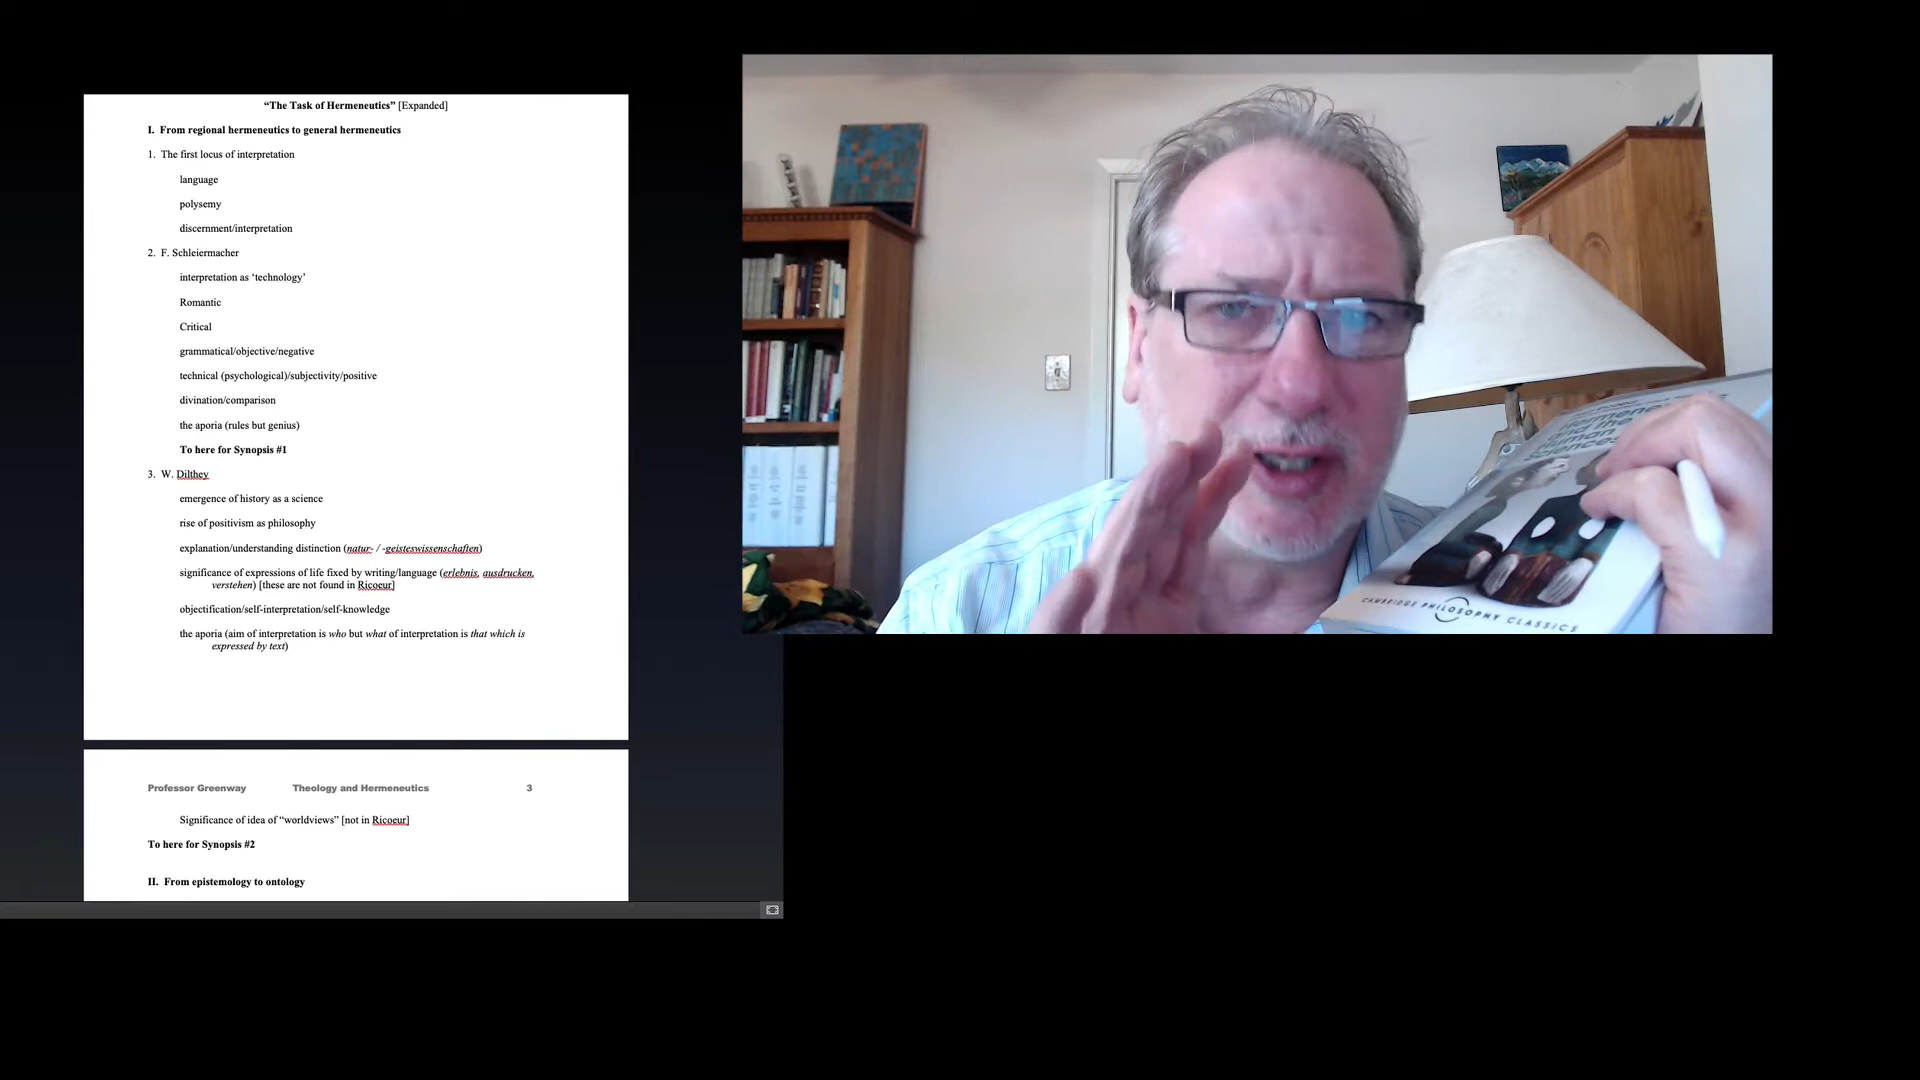 “The Task of Hermeneutics” [Expanded]
I. From regional hermeneutics to general hermeneutics
1. The first locus of interpretation
language
polysemy
discernment/interpretation
2. F. Schleiermacher
interpretation as ‘technology’
Romantic
Critical
grammatical/objective/negative
technical (psychological)/subjectivity/positive
divination/comparison
the aporia (rules but genius)
To here for Synopsis #1
3. W. Dilthey
emergence of history as a science
rise of positivism as philosophy
explanation/understanding distinction (natur- / -geisteswissenschaften)
significance of expressions of life fixed by writing/language (erlebnis, ausdrucken,
verstehen) [these are not found in Ricoeur]
objectification/self-interpretation/self-knowledge
the aporia (aim of interpretation is who but what of interpretation is that which is
expressed by text)
Professor Greenway Theology and Hermeneutics 3
Significance of idea of “worldviews” [not in Ricoeur]
To here for Synopsis #2
II. From epistemology to ontology
and the
Human
CAMBRIDGE PHILOSOPHY CLASSICS